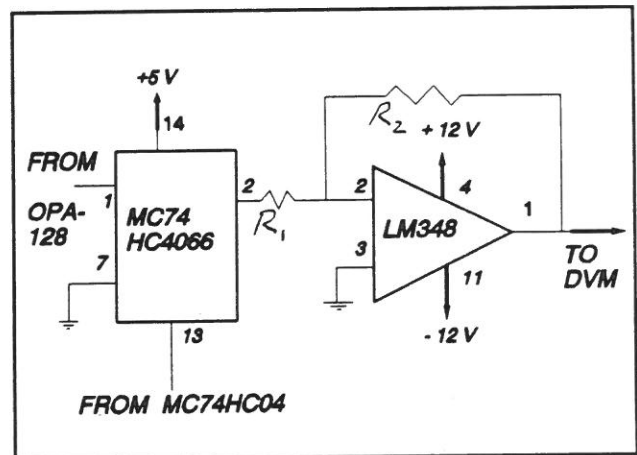 +5 V
14
FROM
1
OPA-
128
7
MC74
HC4066
13
FROM MC74HC04
2
R1
R2
+ 12 V
2
4
3
LM348
1
11
- 12 V
TO
DVM